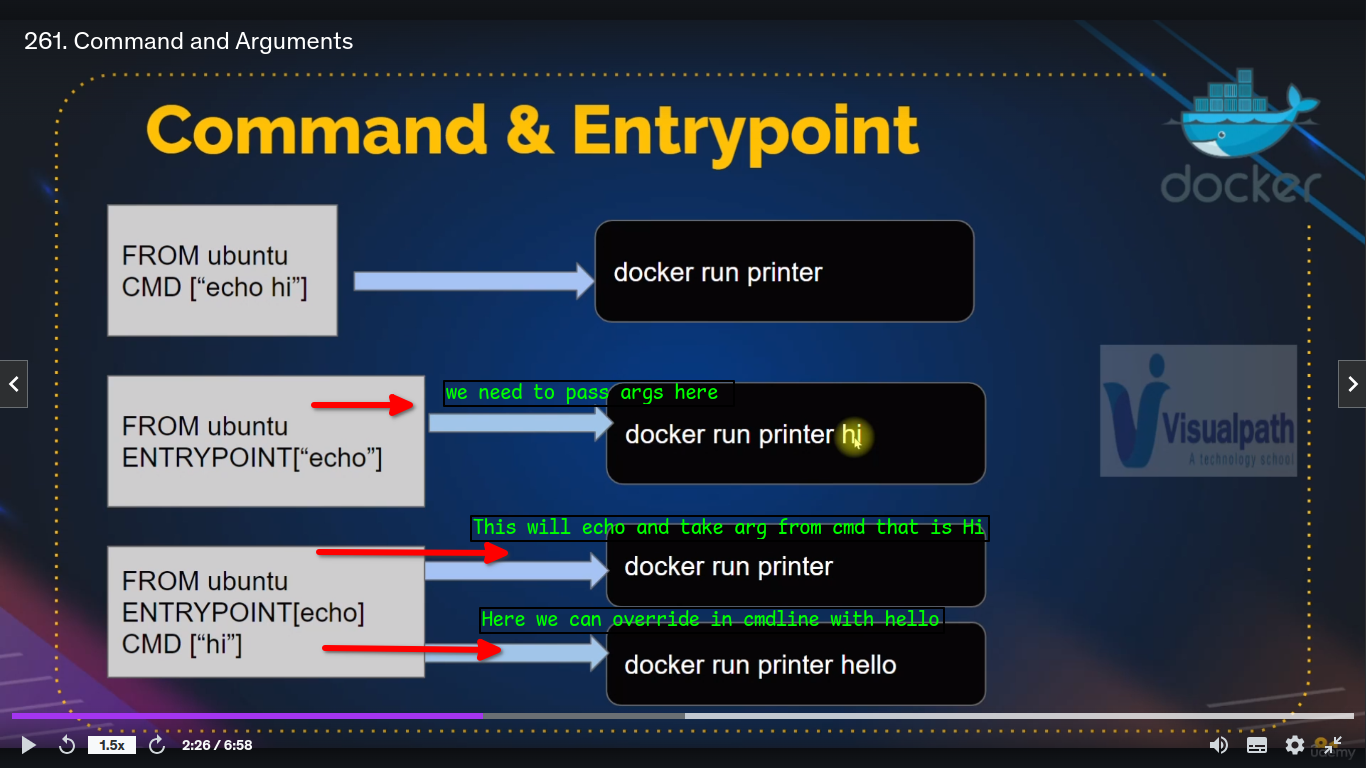 261. Command and Arguments
Command & Entrypoint
docker
FROM ubuntu
CMD [“echo hi”]
docker run printer
we need to pass args here
FROM ubuntu
ENTRYPOINT[“echo”]
docker run printer hi
Visualpath
A technology school
This will echo and take arg from cmd that is Hi
FROM ubuntu
ENTRYPOINT[echo]
CMD [“hi”]
docker run printer
Here we can override in cmdline with hello
docker run printer hello
1.5x
2:26 / 6:58
udemy